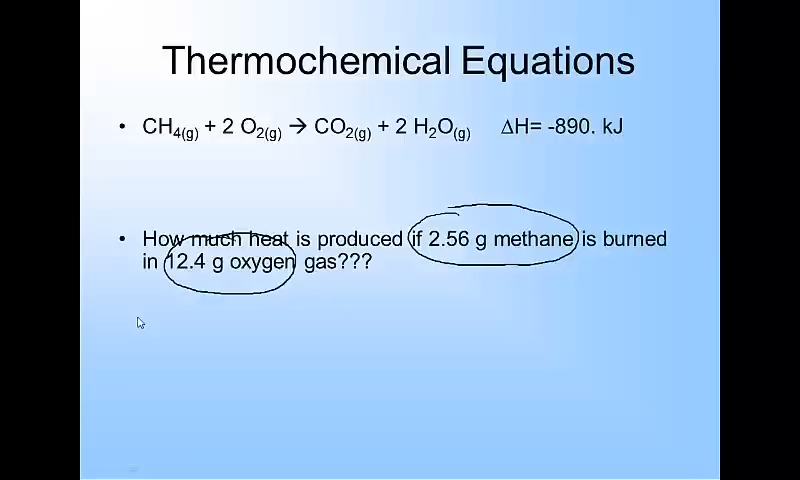 Thermochemical Equations
• CH₄₍g₎ + 2 O₂₍g₎ → CO₂₍g₎ + 2 H₂O₍g₎ ΔH= -890. kJ
• How much heat is produced if 2.56 g methane is burned
in 12.4 g oxygen gas???